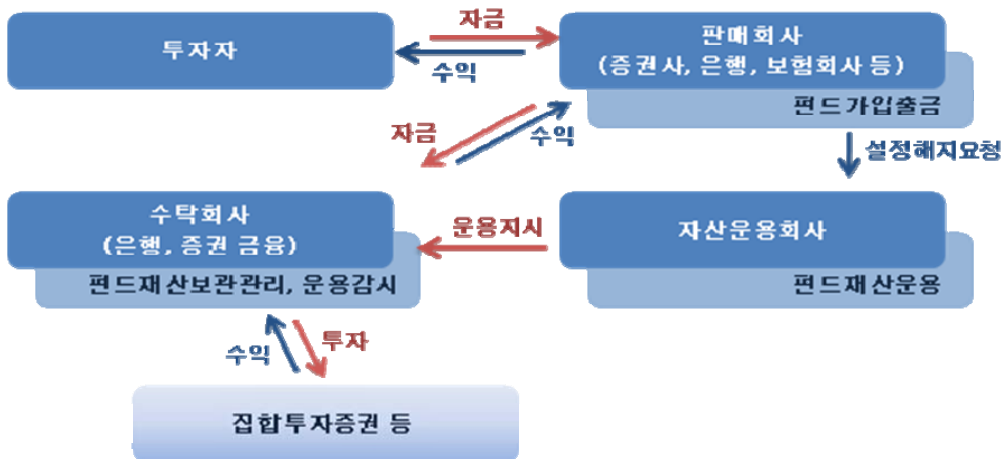 투자자
자금
수익
판매회사
(증권사, 은행, 보험회사 등)
펀드가입출금
자금
수익
설정해지요청
수탁회사
(은행, 증권 금융)
펀드재산보관관리, 운용감시
운용지시
자산운용회사
펀드재산운용
수익
투자
집합투자증권 등